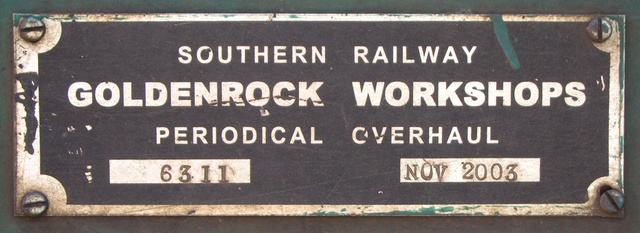 SOUTHERN RAILWAY
GOLDENROCK WORKSHOPS
PERIODICAL OVERHAUL
6311 NOV 2003